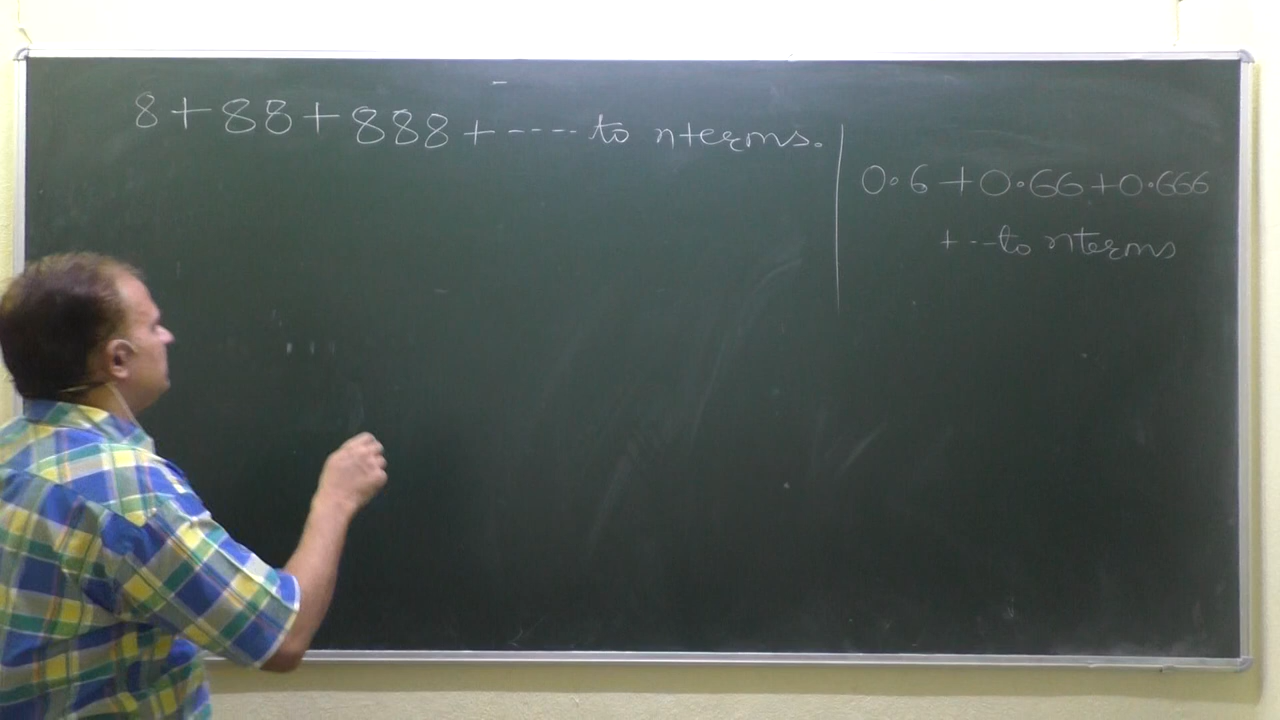 8+88+888+---- to n terms.
0.6+0.66+0.666
+---to n terms